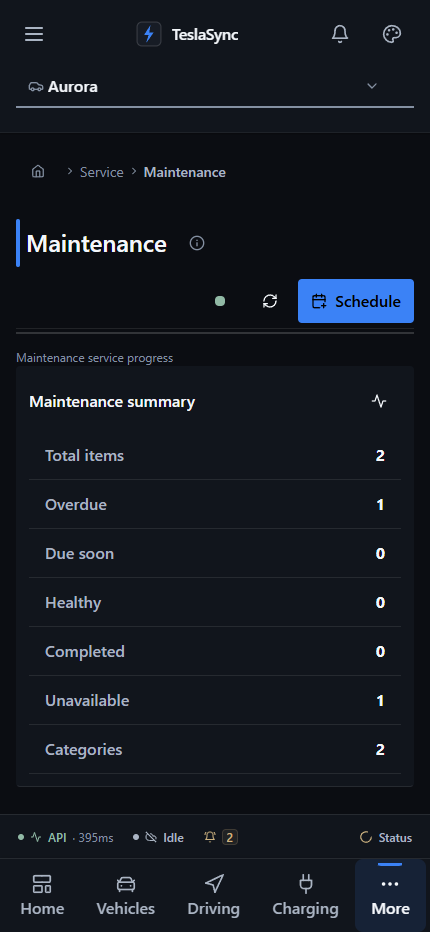 TeslaSync
Aurora
Service Maintenance
Maintenance
Schedule
Maintenance service progress
Maintenance summary
Total items 2
Overdue 1
Due soon 0
Healthy 0
Completed 0
Unavailable 1
Categories 2
API · 395ms Idle 2 Status
Home Vehicles Driving Charging More